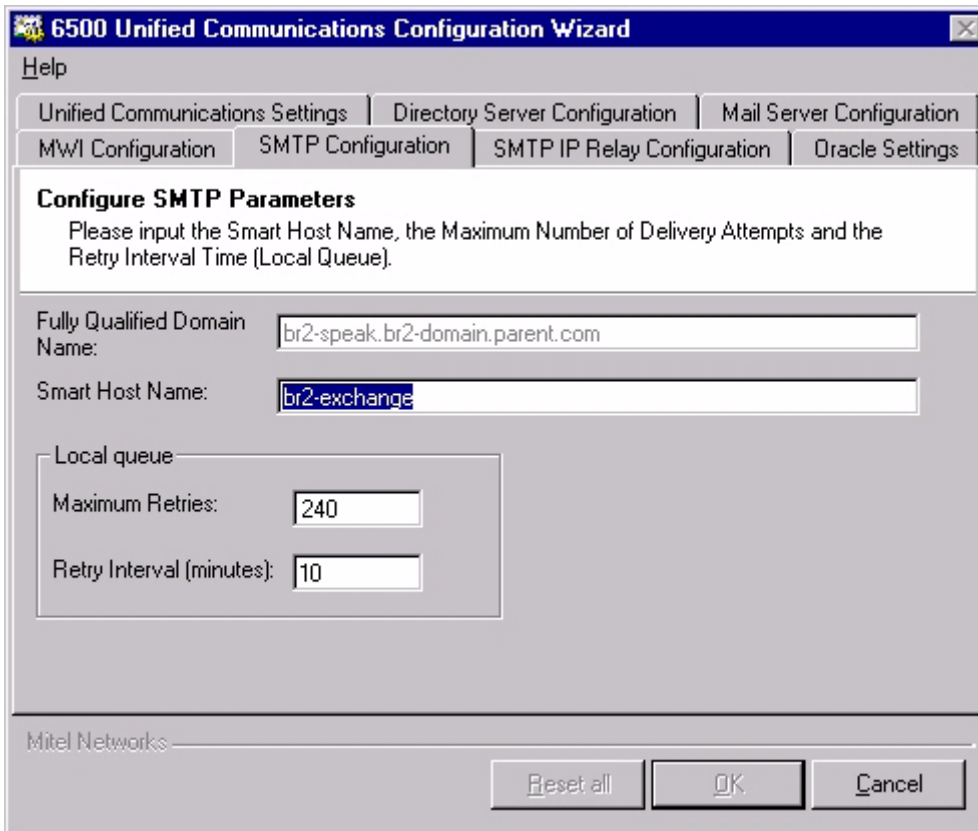 6500 Unified Communications Configuration Wizard
Help
Unified Communications Settings
Directory Server Configuration
Mail Server Configuration
MWI Configuration
SMTP Configuration
SMTP IP Relay Configuration
Oracle Settings
Configure SMTP Parameters
Please input the Smart Host Name, the Maximum Number of Delivery Attempts and the
Retry Interval Time (Local Queue).
Fully Qualified Domain
Name:
br2-speak.br2-domain.parent.com
Smart Host Name:
br2-exchange
Local queue
Maximum Retries:
240
Retry Interval (minutes):
10
Mitel Networks
Reset all
OK
Cancel